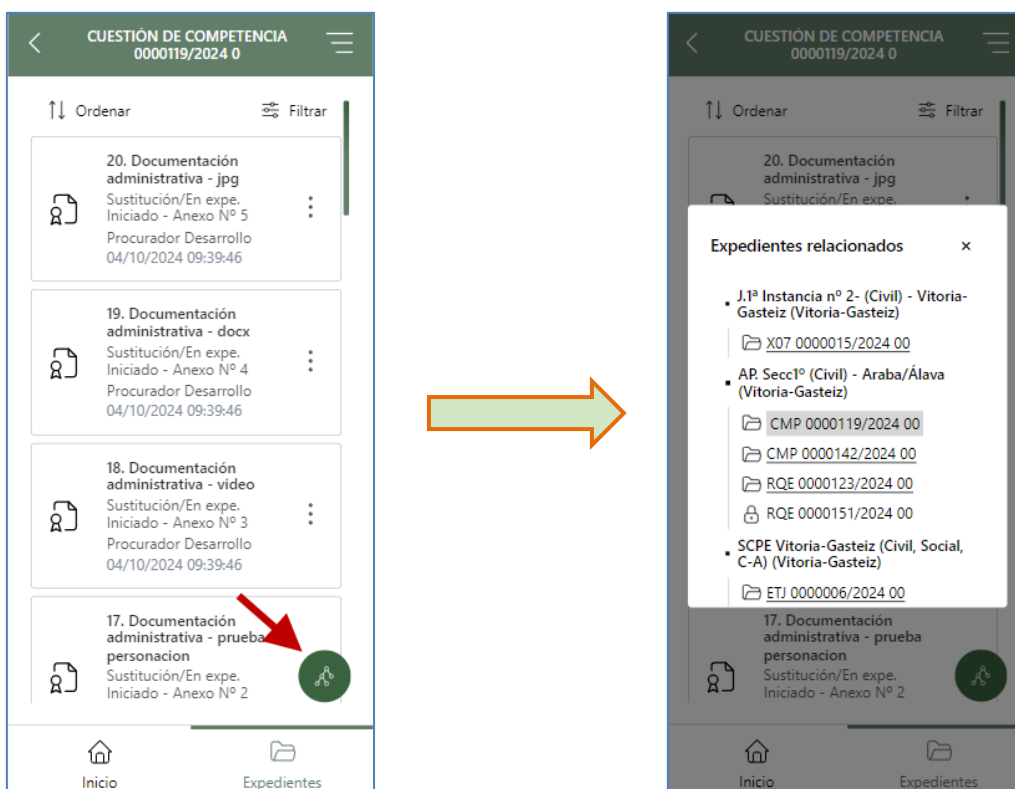 CUESTIÓN DE COMPETENCIA
0000119/2024 0
Ordenar
Filtrar
20. Documentación
administrativa - jpg
Sustitución/En expe.
Iniciado - Anexo Nº 5
Procurador Desarrollo
04/10/2024 09:39:46
19. Documentación
administrativa - docx
Sustitución/En expe.
Iniciado - Anexo Nº 4
Procurador Desarrollo
04/10/2024 09:39:46
18. Documentación
administrativa - video
Sustitución/En expe.
Iniciado - Anexo Nº 3
Procurador Desarrollo
04/10/2024 09:39:46
17. Documentación
administrativa - prueba
personacion
Sustitución/En expe.
Iniciado - Anexo Nº 2
Inicio
Expedientes
CUESTIÓN DE COMPETENCIA
0000119/2024 0
Ordenar
Filtrar
20. Documentación
administrativa - jpg
Sustitución/En expe.
Expedientes relacionados
J.1ª Instancia nº 2- (Civil) - Vitoria-
Gasteiz (Vitoria-Gasteiz)
X07 0000015/2024 00
AP. Secc1º (Civil) - Araba/Álava
(Vitoria-Gasteiz)
CMP 0000119/2024 00
CMP 0000142/2024 00
RQE 0000123/2024 00
RQE 0000151/2024 00
SCPE Vitoria-Gasteiz (Civil, Social,
C-A) (Vitoria-Gasteiz)
ETJ 0000006/2024 00
17. Documentación
administrativa - prueba
personacion
Sustitución/En expe.
Iniciado - Anexo Nº 2
Inicio
Expedientes